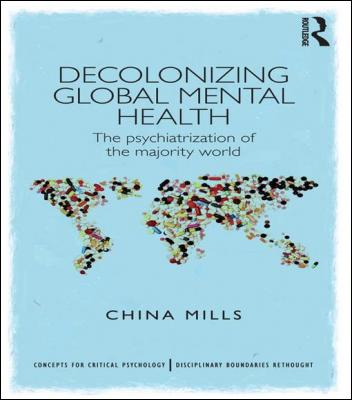 ROUTLEDGE
DECOLONIZING
GLOBAL MENTAL
HEALTH
The psychiatrization of
the majority world
CHINA MILLS
CONCEPTS FOR CRITICAL PSYCHOLOGY | DISCIPLINARY BOUNDARIES RETHOUGHT